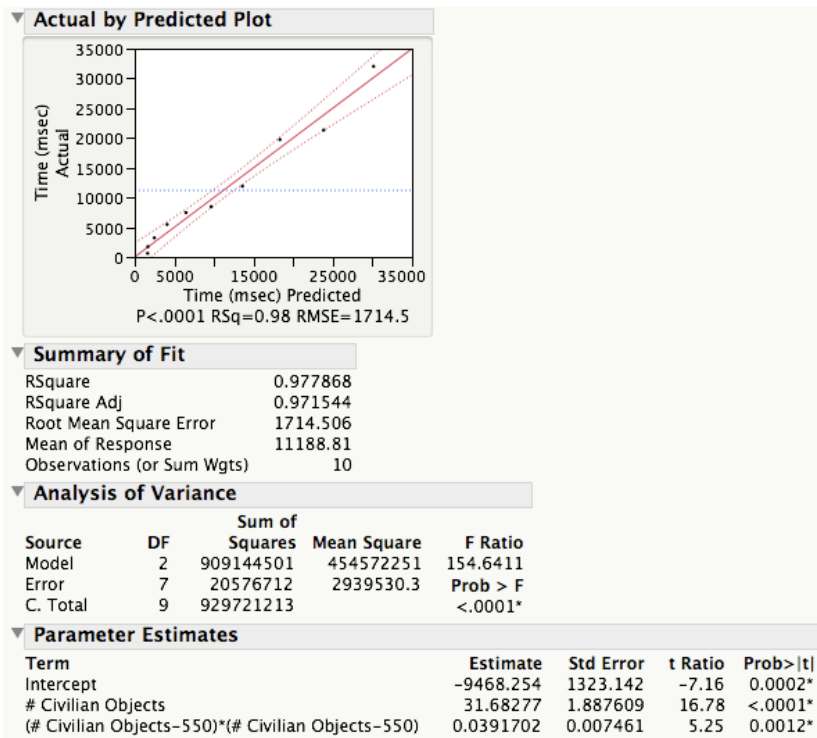 Actual by Predicted Plot
35000
30000
25000
20000
15000
10000
5000
0
Time (msec)
Actual
0 5000 15000 25000 35000
Time (msec) Predicted
P<.0001 RSq=0.98 RMSE=1714.5
Summary of Fit
RSquare 0.977868
RSquare Adj 0.971544
Root Mean Square Error 1714.506
Mean of Response 11188.81
Observations (or Sum Wgts) 10
Analysis of Variance
Sum of
Source DF Squares Mean Square F Ratio
Model 2 909144501 454572251 154.6411
Error 7 20576712 2939530.3 Prob > F
C. Total 9 929721213 <.0001*
Parameter Estimates
Term Estimate Std Error t Ratio Prob>|t|
Intercept -9468.254 1323.142 -7.16 0.0002*
# Civilian Objects 31.68277 1.887609 16.78 <.0001*
(# Civilian Objects-550)*(# Civilian Objects-550) 0.0391702 0.007461 5.25 0.0012*